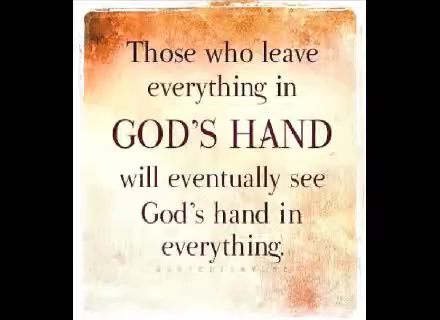 Those who leave
everything in
GOD'S HAND
will eventually see
God's hand in
everything.